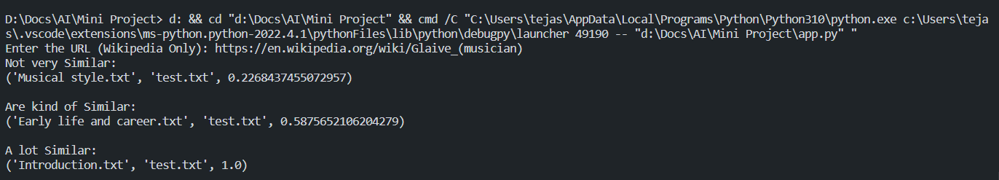 D:\Docs\AI\Mini Project> d: && cd "d:\Docs\AI\Mini Project" && cmd /C "C:\Users\tejas\AppData\Local\Programs\Python\Python310\python.exe c:\Users\teja
s\.vscode\extensions\ms-python.python-2022.4.1\pythonFiles\lib\python\debugpy\launcher 49190 -- "d:\Docs\AI\Mini Project\app.py" "
Enter the URL (Wikipedia Only): https://en.wikipedia.org/wiki/Glaive_(musician)
Not very Similar:
('Musical style.txt', 'test.txt', 0.2268437455072957)
Are kind of Similar:
('Early life and career.txt', 'test.txt', 0.5875652106204279)
A lot Similar:
('Introduction.txt', 'test.txt', 1.0)